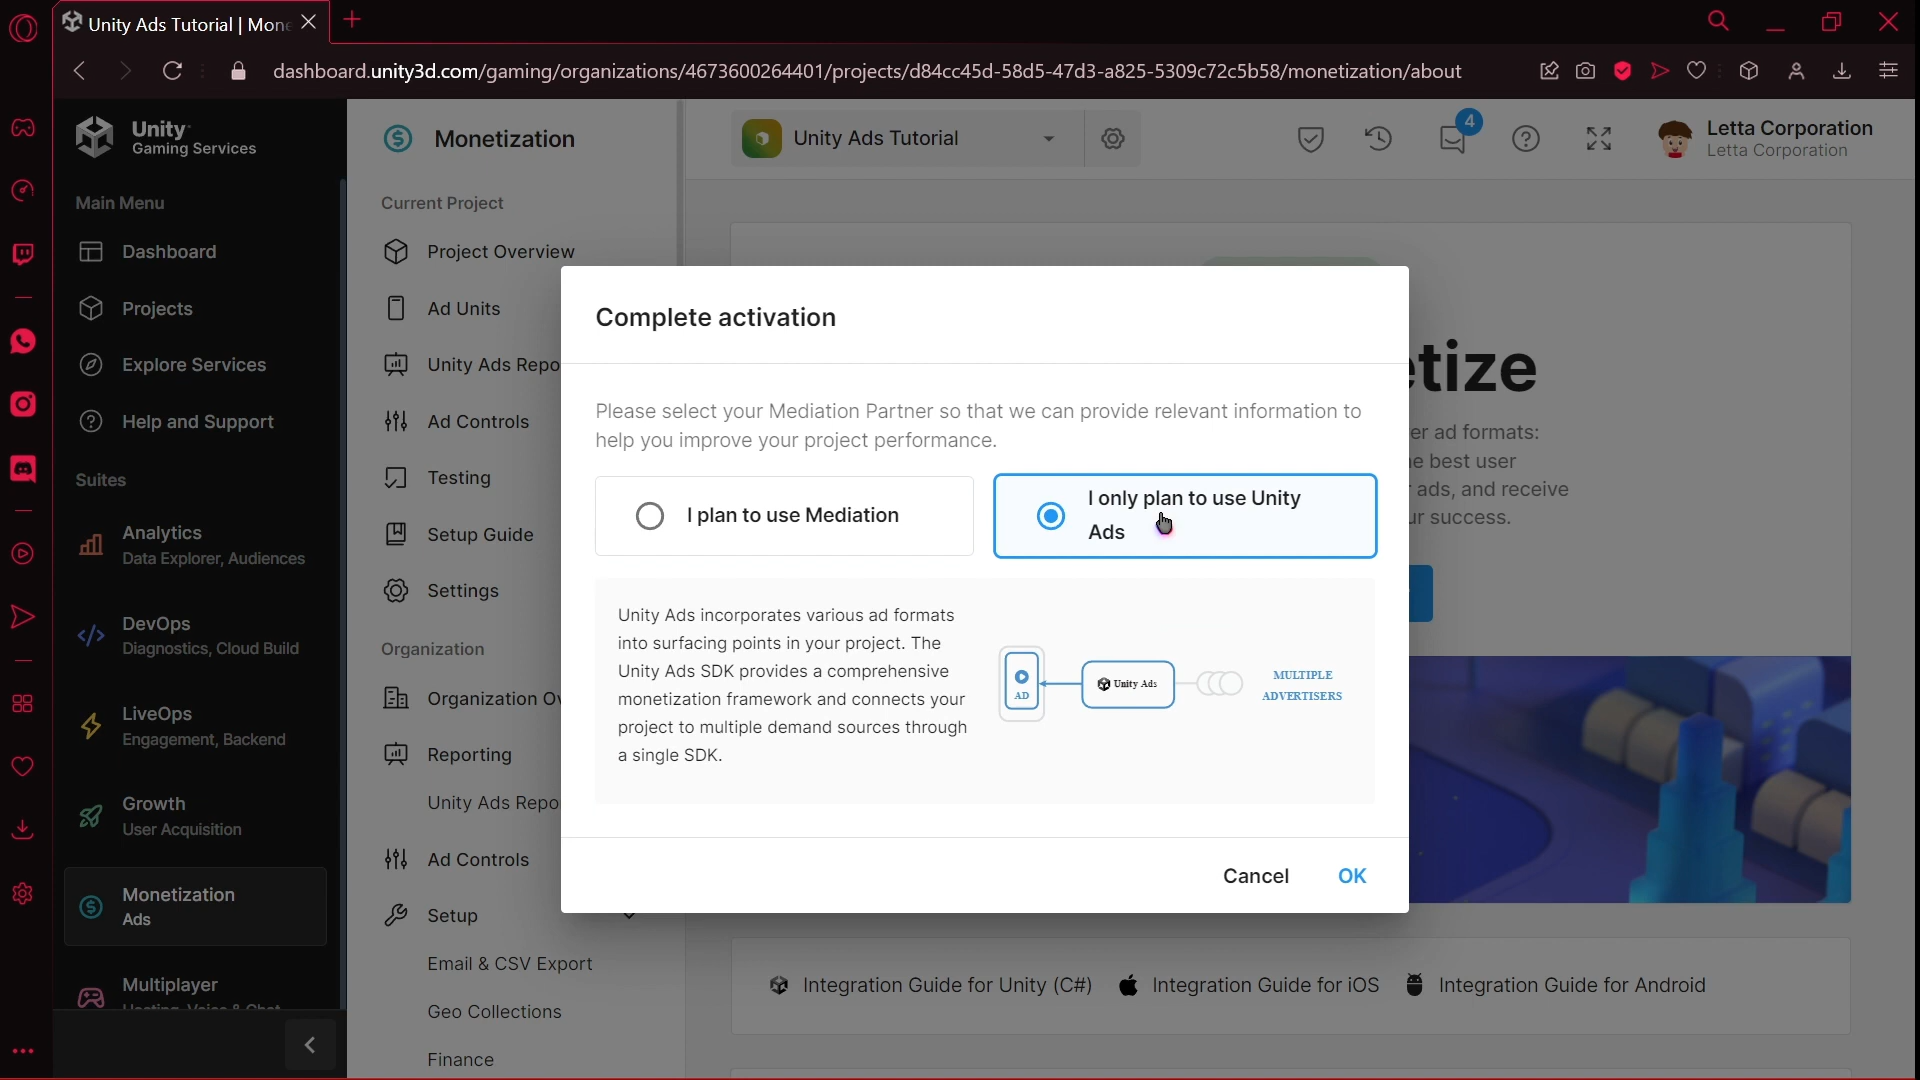 Unity Ads Tutorial | Mone
dashboard.unity3d.com/gaming/organizations/4673600264401/projects/d84cc45d-58d5-47d3-a825-5309c72c5b58/monetization/about
Unity
Gaming Services
Main Menu
Dashboard
Projects
Explore Services
Help and Support
Suites
Analytics
Data Explorer, Audiences
DevOps
Diagnostics, Cloud Build
LiveOps
Engagement, Backend
Growth
User Acquisition
Monetization
Ads
Multiplayer
Hosting, Voice & Chat
Monetization
Current Project
Project Overview
Ad Units
Unity Ads Repo
Ad Controls
Testing
Setup Guide
Settings
Organization
Organization Ov
Reporting
Unity Ads Repo
Ad Controls
Setup
Email & CSV Export
Geo Collections
Finance
Unity Ads Tutorial
4
Letta Corporation
Letta Corporation
etize
er ad formats:
he best user
r ads, and receive
ur success.
Complete activation
Please select your Mediation Partner so that we can provide relevant information to
help you improve your project performance.
I plan to use Mediation
I only plan to use Unity
Ads
Unity Ads incorporates various ad formats
into surfacing points in your project. The
Unity Ads SDK provides a comprehensive
monetization framework and connects your
project to multiple demand sources through
a single SDK.
AD
Unity Ads
MULTIPLE
ADVERTISERS
Cancel
OK
Integration Guide for Unity (C#)
Integration Guide for iOS
Integration Guide for Android